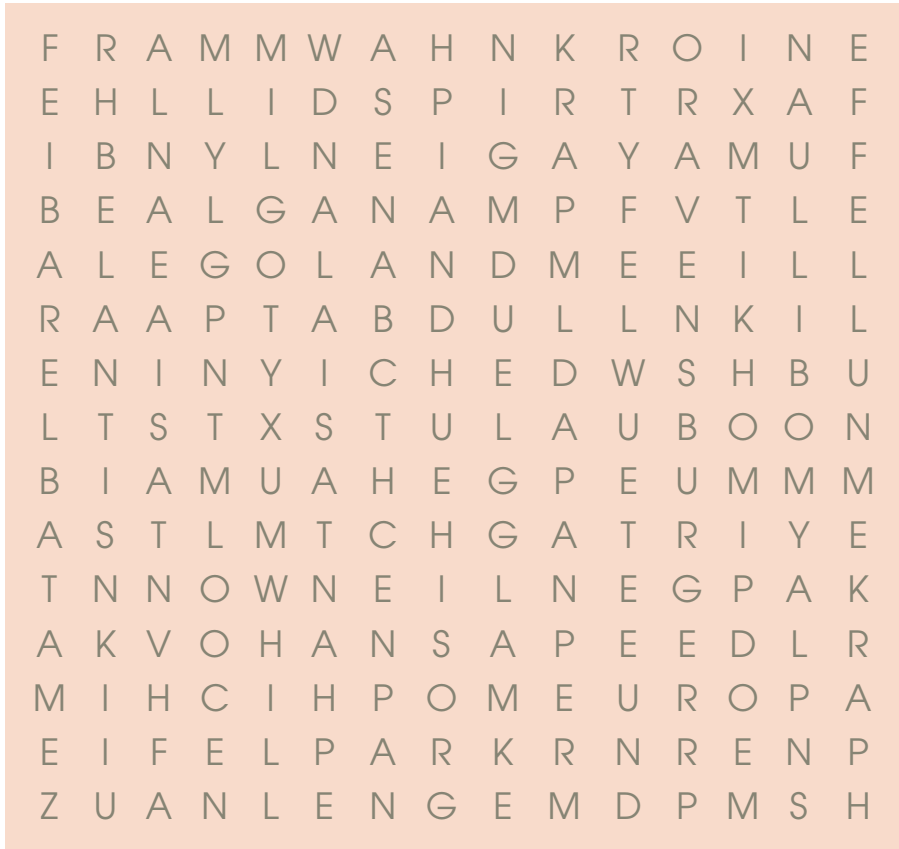 F R A M M W A H N K R O I N E
E H L L I D S P I R T R X A F
I B N Y L N E I G A Y A M U F
B E A L G A N A M P F V T L E
A L E G O L A N D M E E I L L
R A A P T A B D U L L N K I L
E N I N Y I C H E D W S H B U
L T S T X S T U L A U B O O N
B I A M U A H E G P E U M M M
A S T L M T C H G A T R I Y E
T N N O W N E I L N E G P A K
A K V O H A N S A P E E D L R
M I H C I H P O M E U R O P A
E I F E L P A R K R N R E N P
Z U A N L E N G E M D P M S H